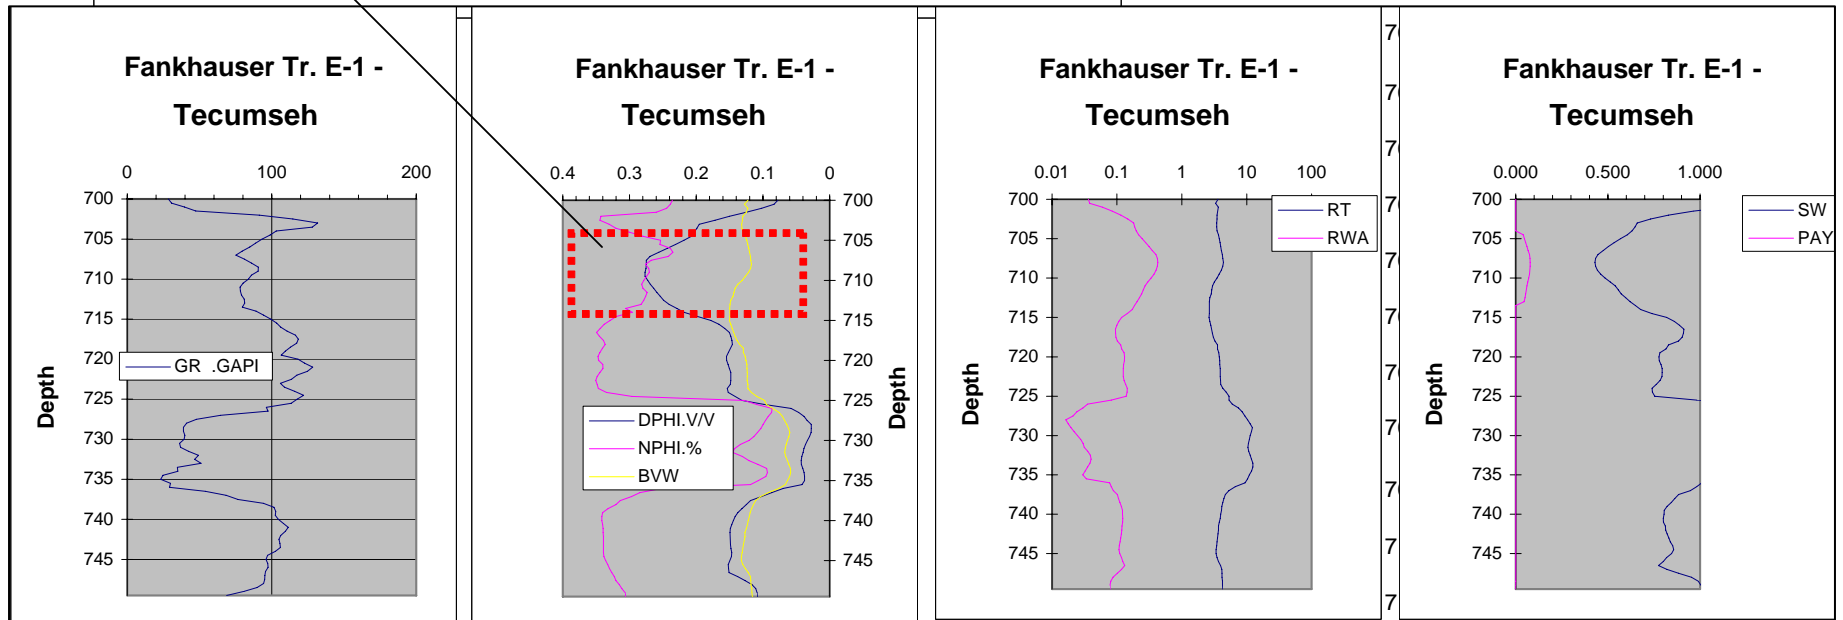 Fankhauser Tr. E-1 -
Tecumseh
0 100 200
700
705
710
715
720
725
730
735
740
745
Depth
GR .GAPI
Fankhauser Tr. E-1 -
Tecumseh
0.4 0.3 0.2 0.1 0
700
705
710
715
720
725
730
735
740
745
Depth
DPHI.V/V
NPHI.%
BVW
Fankhauser Tr. E-1 -
Tecumseh
0.01 0.1 1 10 100
700
705
710
715
720
725
730
735
740
745
Depth
RT
RWA
Fankhauser Tr. E-1 -
Tecumseh
0.000 0.500 1.000
700
705
710
715
720
725
730
735
740
745
Depth
SW
PAY